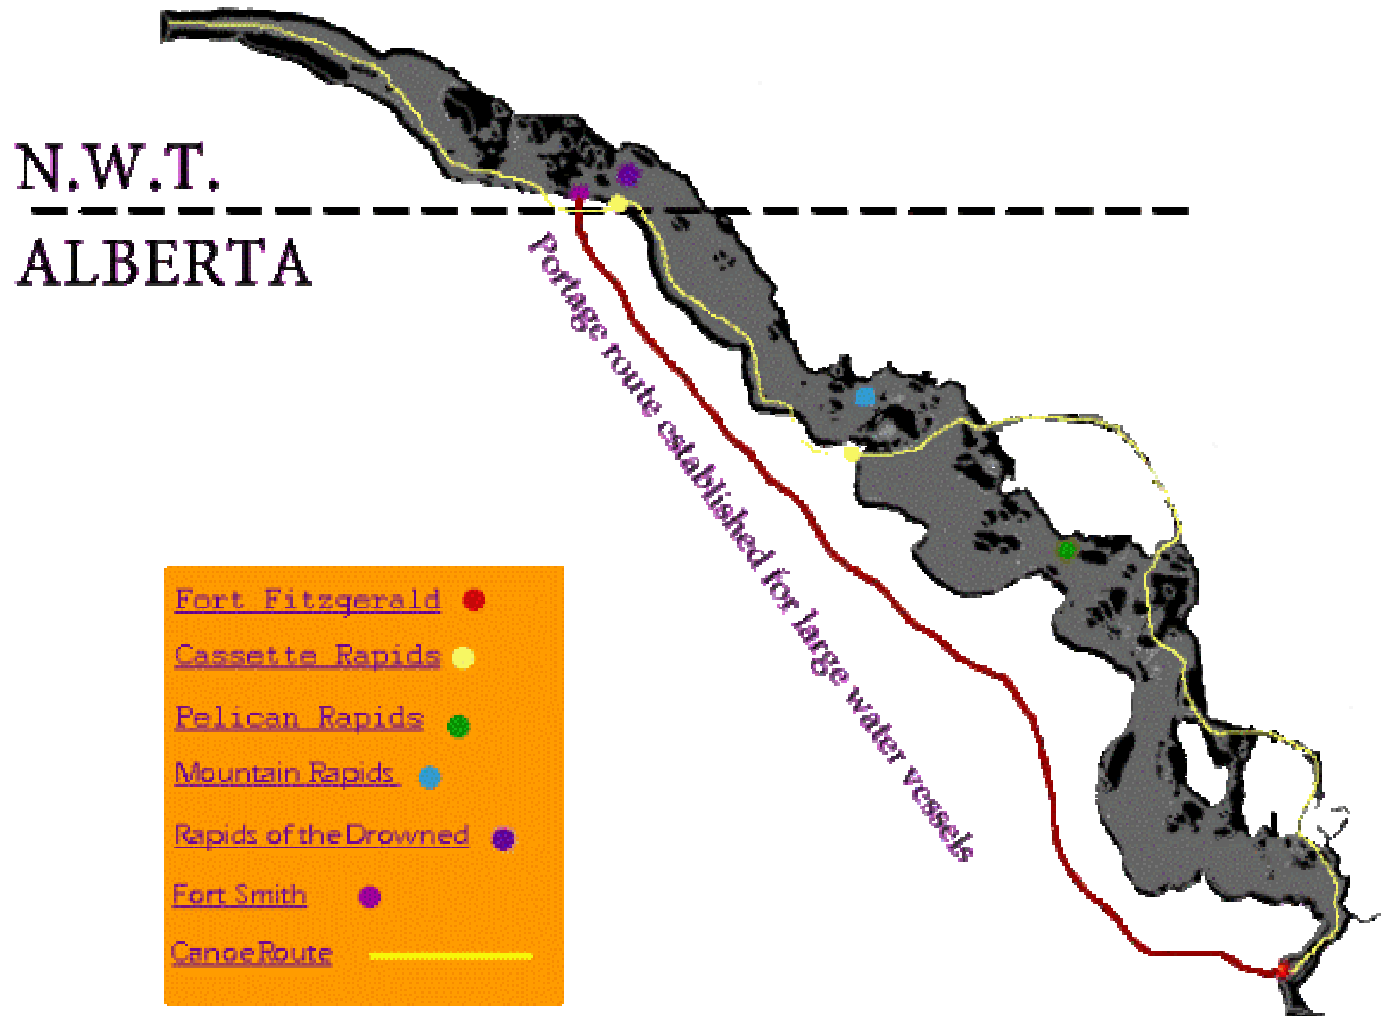 N.W.T.
ALBERTA
Portage route established for large water vessels
Fort Fitzgerald
Cassette Rapids
Pelican Rapids
Mountain Rapids
Rapids of the Drowned
Fort Smith
Canoe Route